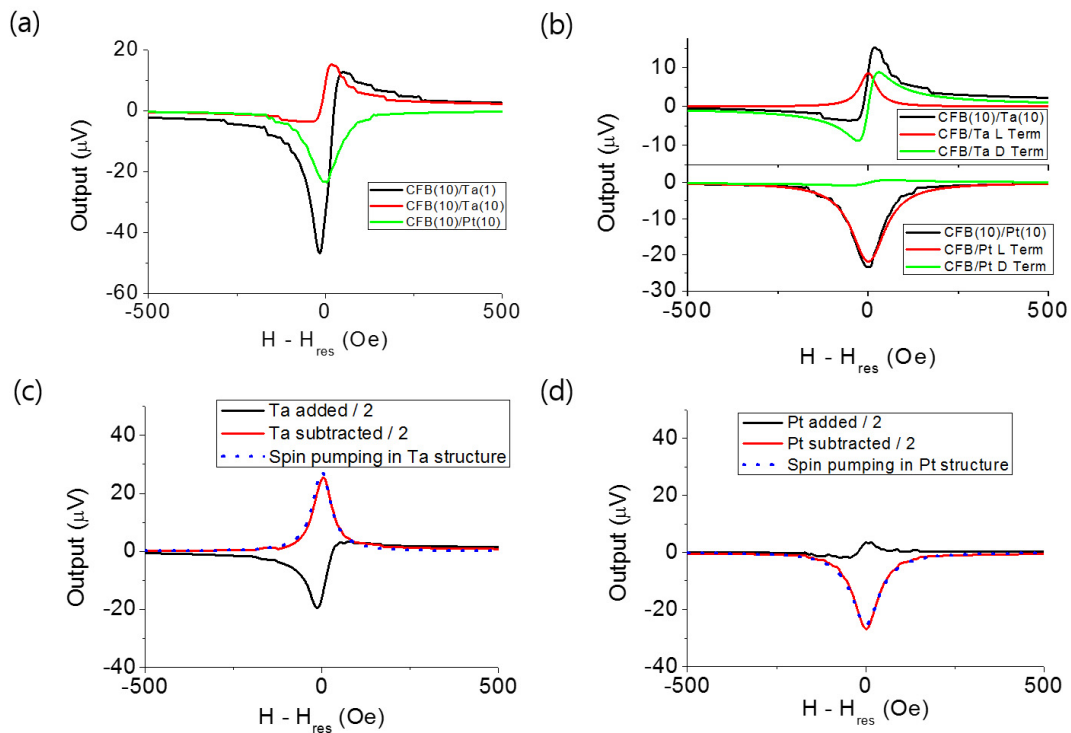 (a)
20
0
-20
-40
-60
Output (μV)
CFB(10)/Ta(1)
CFB(10)/Ta(10)
CFB(10)/Pt(10)
-500
0
500
H - Hres (Oe)
(b)
10
0
-10
CFB(10)/Ta(10)
CFB/Ta L Term
CFB/Ta D Term
0
-10
-20
-30
Output (μV)
CFB(10)/Pt(10)
CFB/Pt L Term
CFB/Pt D Term
-500
0
500
H - Hres (Oe)
(c)
Ta added / 2
Ta subtracted / 2
Spin pumping in Ta structure
40
20
0
-20
-40
Output (μV)
-500
0
500
H - Hres (Oe)
(d)
Pt added / 2
Pt subtracted / 2
Spin pumping in Pt structure
40
20
0
-20
-40
Output (μV)
-500
0
500
H - Hres (Oe)